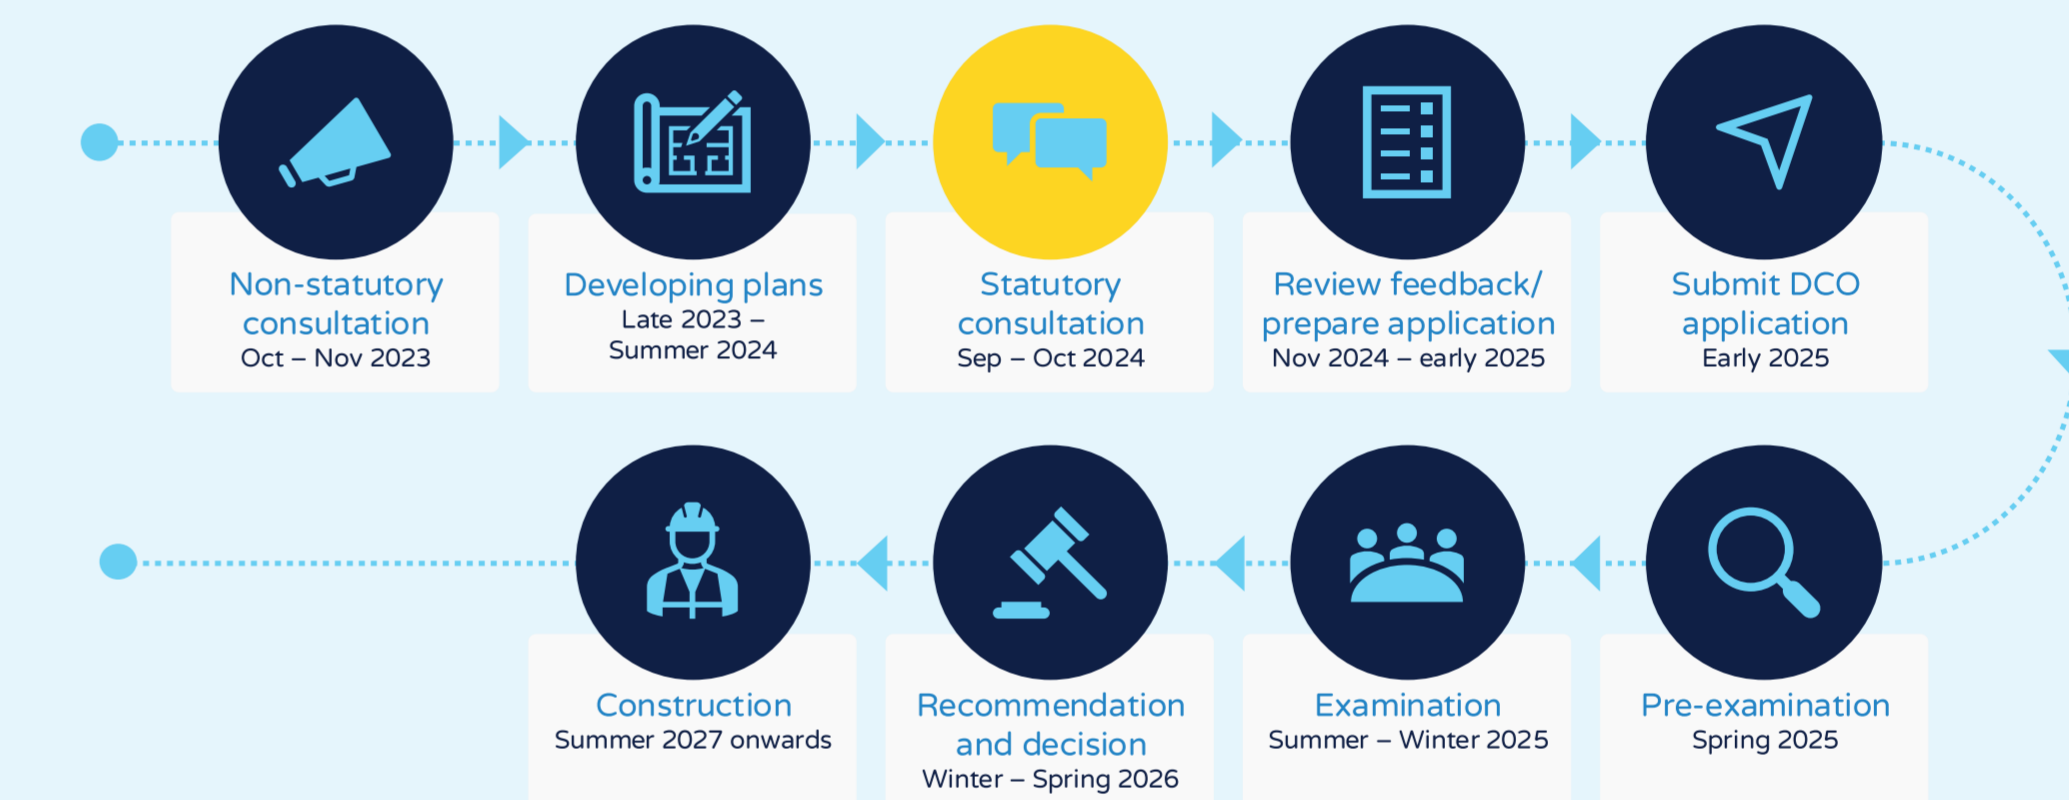 Non-statutory
consultation
Oct – Nov 2023
Developing plans
Late 2023 –
Summer 2024
Statutory
consultation
Sep – Oct 2024
Review feedback/
prepare application
Nov 2024 – early 2025
Submit DCO
application
Early 2025
Pre-examination
Spring 2025
Examination
Summer – Winter 2025
Recommendation
and decision
Winter – Spring 2026
Construction
Summer 2027 onwards